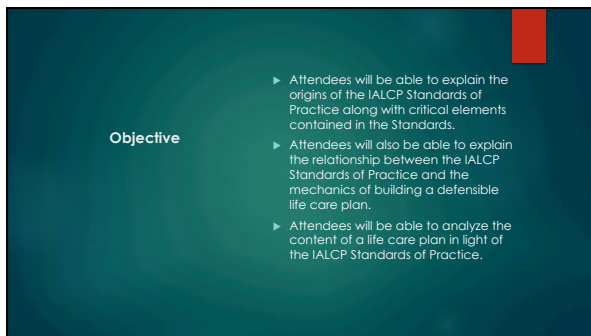 Objective
Attendees will be able to explain the
origins of the IALCP Standards of
Practice along with critical elements
contained in the Standards.
Attendees will also be able to explain
the relationship between the IALCP
Standards of Practice and the
mechanics of building a defensible
life care plan.
Attendees will be able to analyze the
content of a life care plan in light of
the IALCP Standards of Practice.